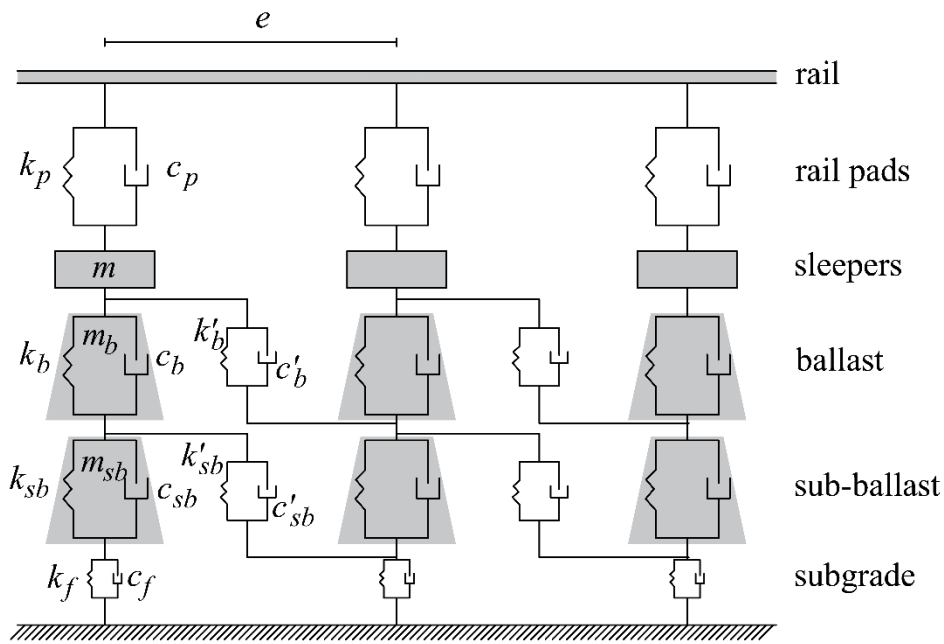 e
rail
k_p c_p rail pads
m sleepers
k_b m_b c_b k'_b c'_b ballast
k_sb m_sb c_sb k'_sb c'_sb sub-ballast
k_f c_f subgrade